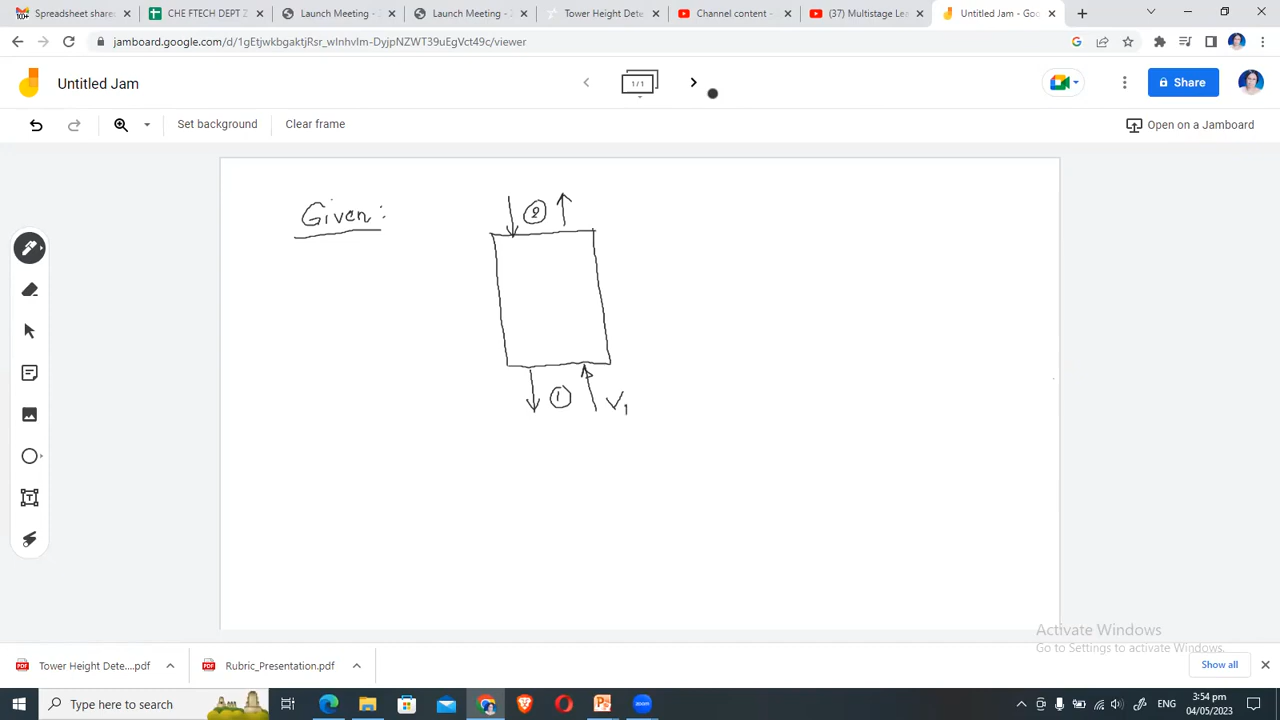 Spreadsheet share
CHE FTECH DEPT 2
Launch Meeting -
Launch Meeting - Z
Tower Height Dete
Channel content -
(37) Multistage Lea
Untitled Jam - Goo
jamboard.google.com/d/1gEtjwkbgaktjRsr_wInhvIm-DyjpNZWT39uEgVct49c/viewer
Untitled Jam
1/1
Share
Set background
Clear frame
Open on a Jamboard
Given:
2
1
V1
Activate Windows
Go to Settings to activate Windows.
Tower Height Dete....pdf
Rubric_Presentation.pdf
Show all
Type here to search
ENG
3:54 pm
04/05/2023